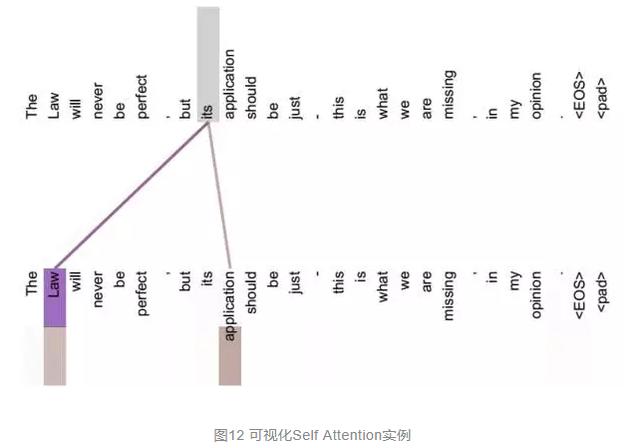 The Law will never be perfect , but its application should be just - this is what we are missing , in my opinion . <EOS> <pad>
The Law will never be perfect , but its application should be just - this is what we are missing , in my opinion . <EOS> <pad>
图12 可视化Self Attention实例